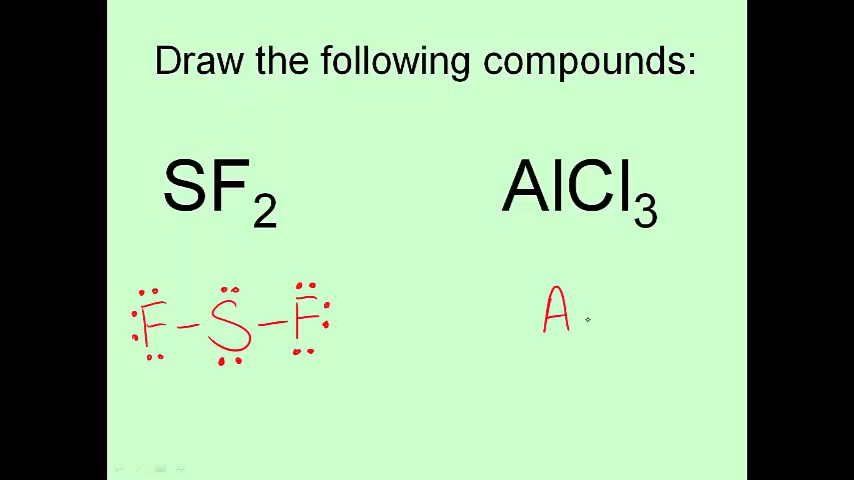 Draw the following compounds:
SF₂ AlCl₃
F-S-F A